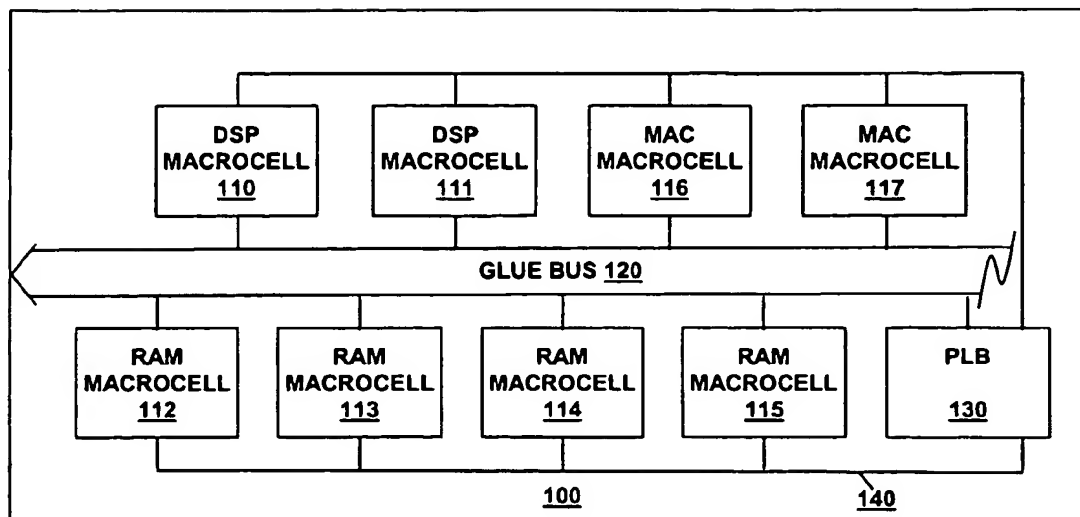 DSP
MACROCELL
110
DSP
MACROCELL
111
MAC
MACROCELL
116
MAC
MACROCELL
117
GLUE BUS 120
RAM
MACROCELL
112
RAM
MACROCELL
113
RAM
MACROCELL
114
RAM
MACROCELL
115
PLB
130
100
140